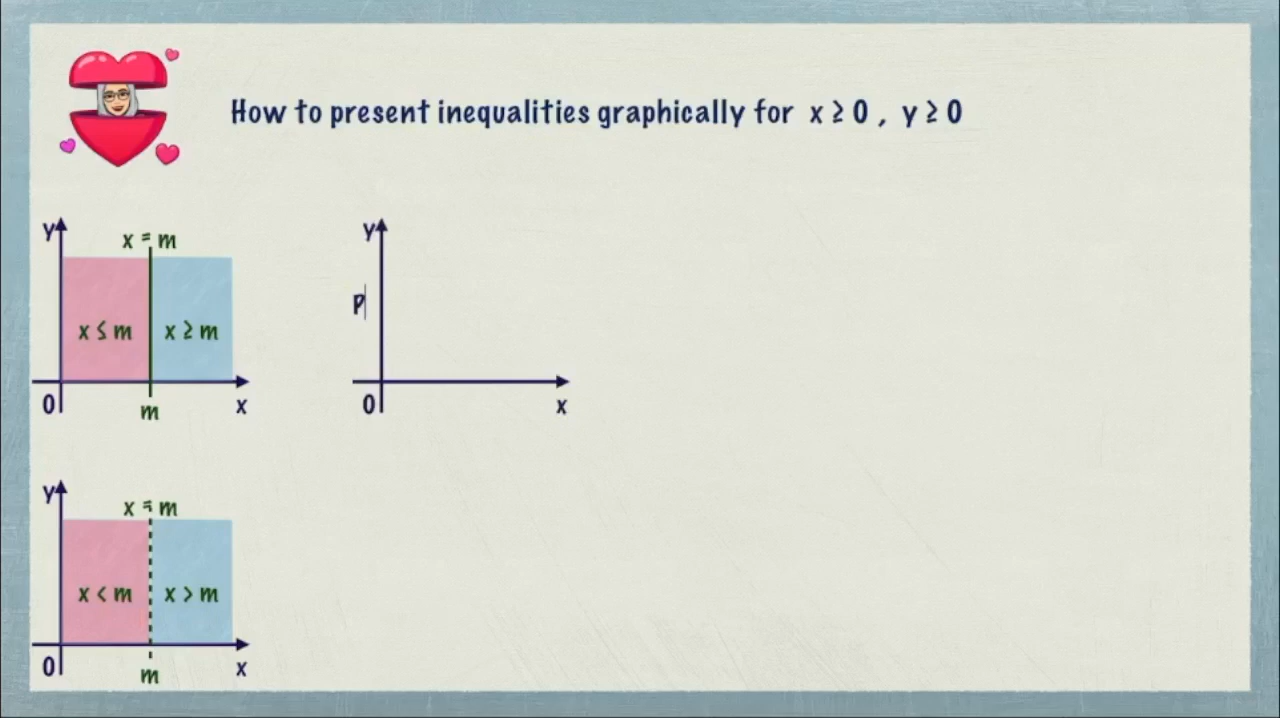 How to present inequalities graphically for x ≥ 0 , y ≥ 0
y
x = m
x ≤ m
x ≥ m
0
m
x
y
p
0
x
y
x = m
x < m
x > m
0
m
x